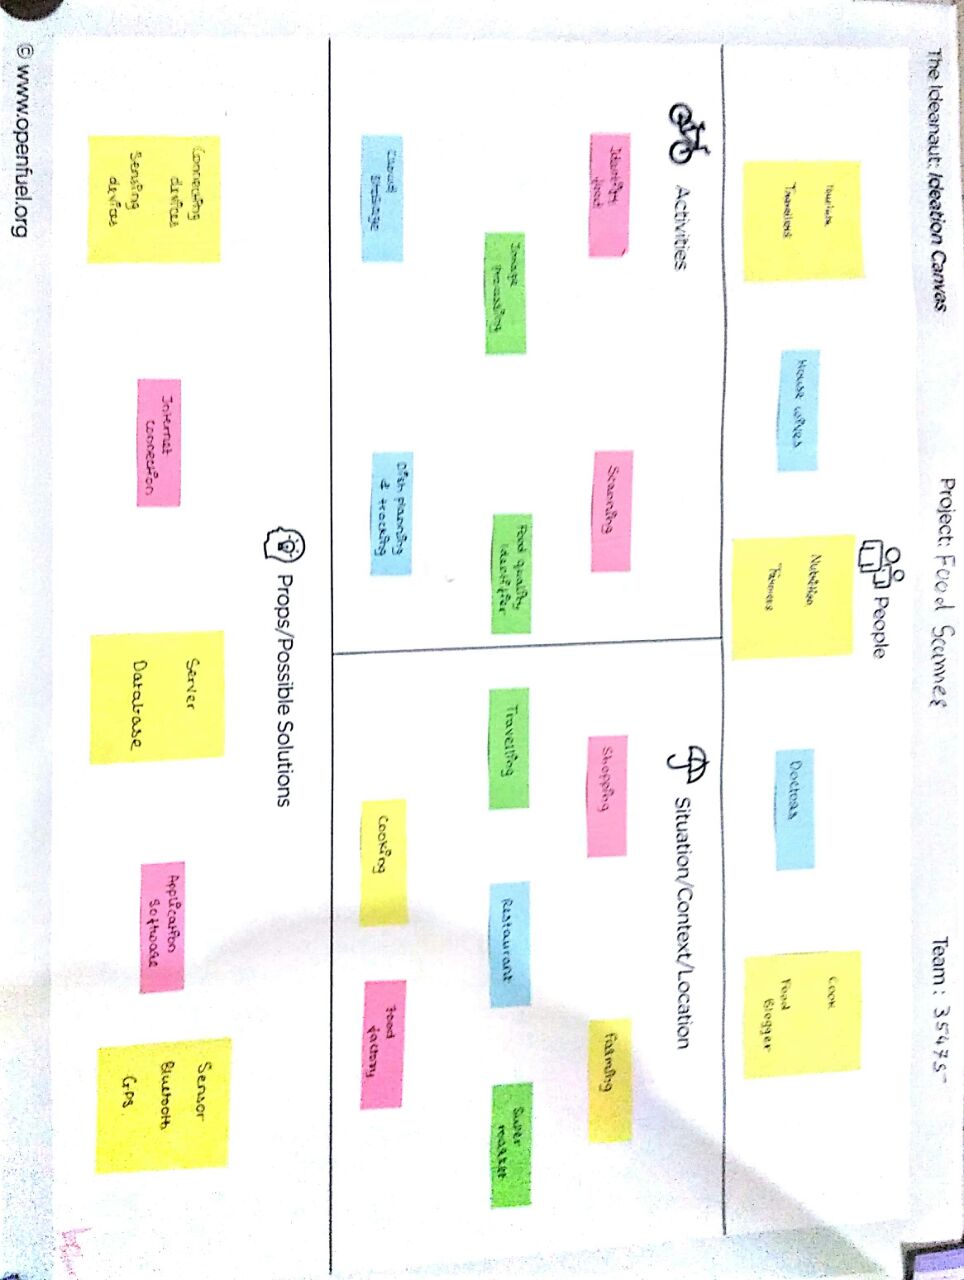 The Ideanaut: Ideation Canvas
Project: Food Scanner
Team: 35475
People
Tourists
Travellers
House wives
Nutrition
Farmers
Doctors
Cook
Food
Blogger
Activities
Identify
food
Scanning
Image
processing
Food quality
Identifier
Cloud
Storage
Dish planning
& tracking
Situation/Context/Location
Shopping
Farming
Travelling
Restaurant
Super
market
Cooking
Food
factory
Props/Possible Solutions
Connecting
devices
Sensing
devices
Internet
connection
Server
Database
Application
Software
Sensor
Bluetooth
GPS
© www.openfuel.org